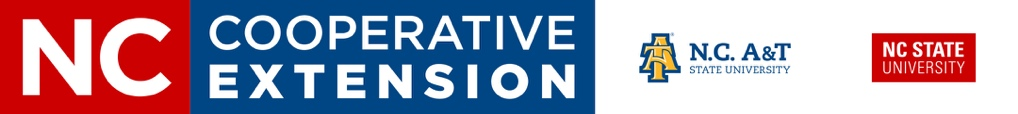 NC
COOPERATIVE
EXTENSION
N.C. A&T
STATE UNIVERSITY
NC STATE
UNIVERSITY